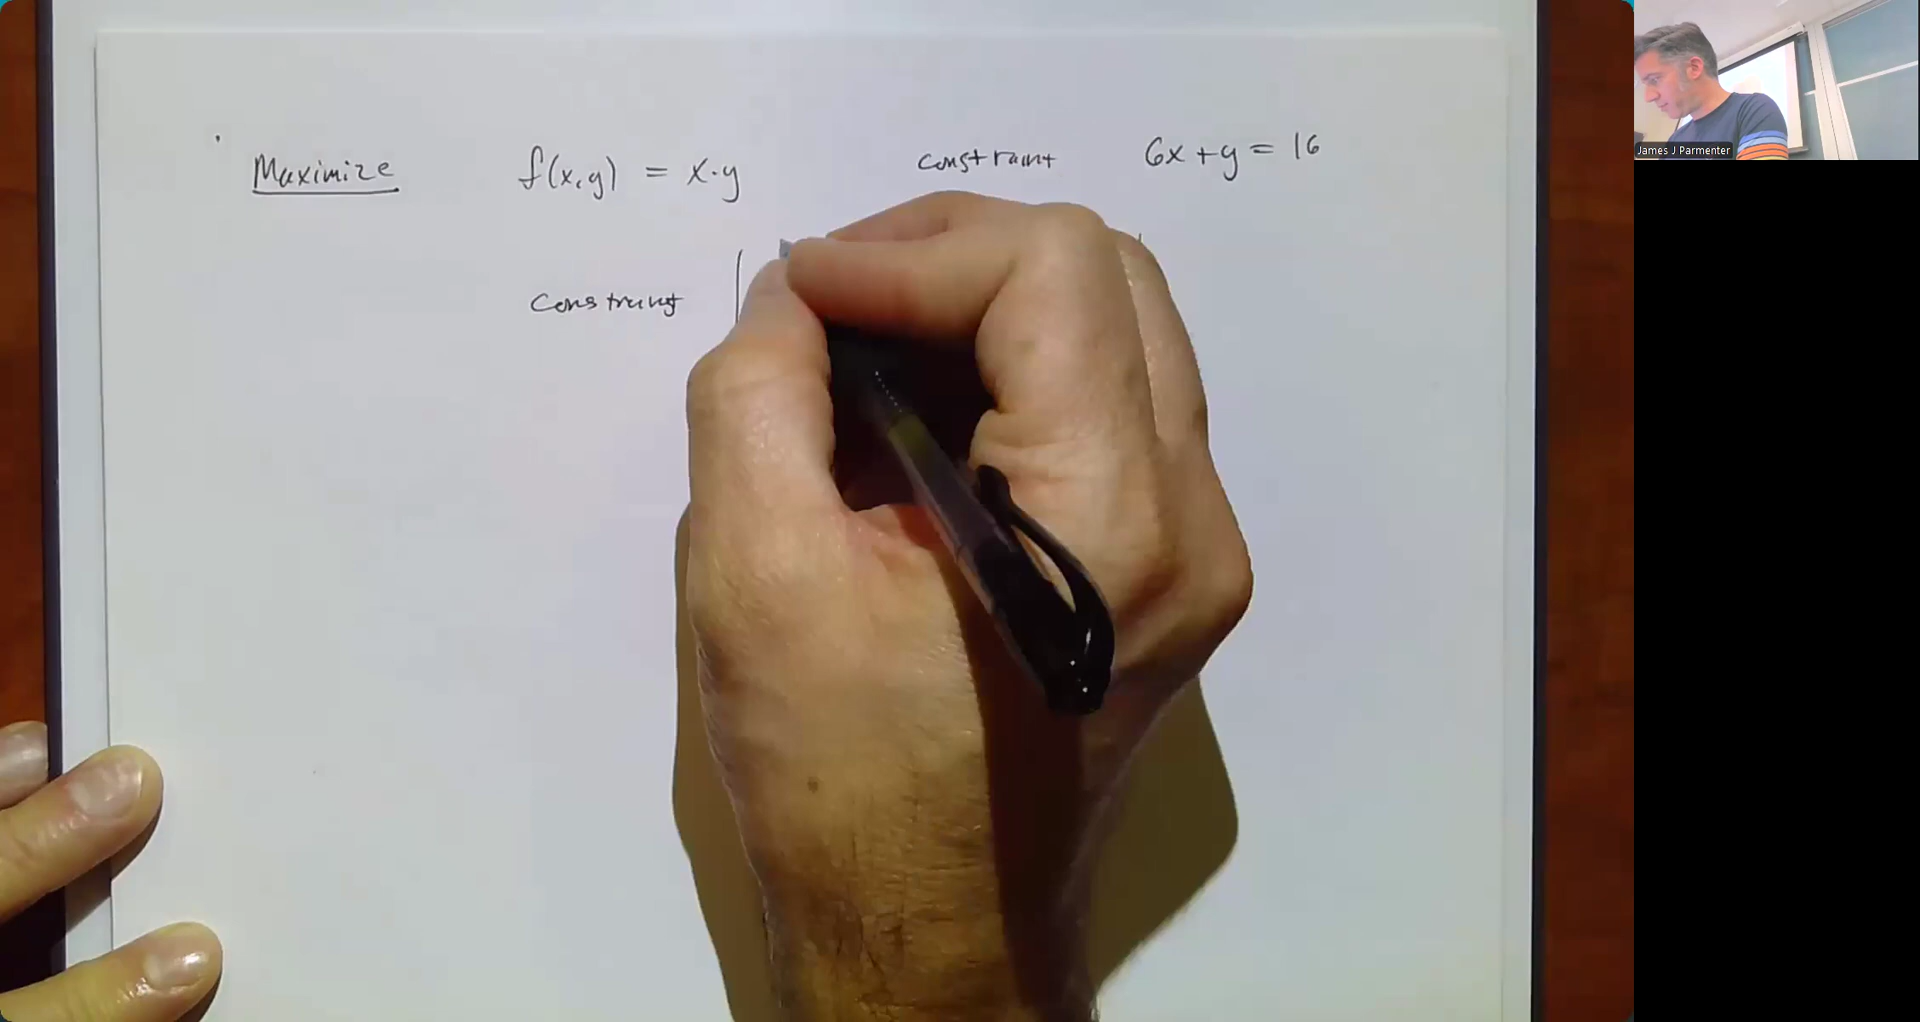 Maximize f(x,y) = x·y constraint 6x + y = 16
constraint
James J Parmenter